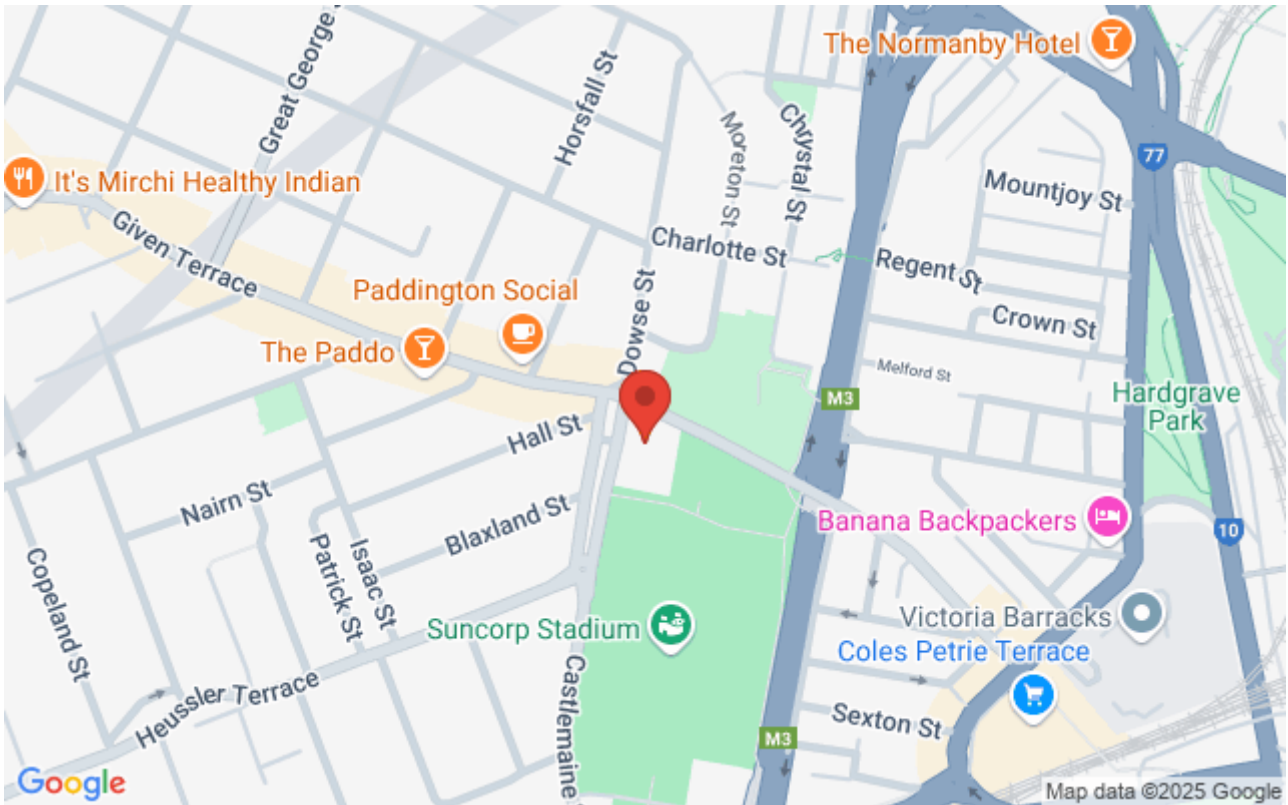 The Normanby Hotel
Great George St
Horsfall St
Moreton St
Chrystal St
77
It's Mirchi Healthy Indian
Mountjoy St
Given Terrace
Charlotte St
Regent St
Paddington Social
Dowse St
Crown St
The Paddo
Melford St
M3
Hardgrave
Park
Hall St
Nairn St
Blaxland St
Banana Backpackers
10
Copeland St
Patrick St
Isaac St
Suncorp Stadium
Victoria Barracks
Coles Petrie Terrace
Heussler Terrace
Castlemaine
Sexton St
M3
Google
Map data ©2025 Google